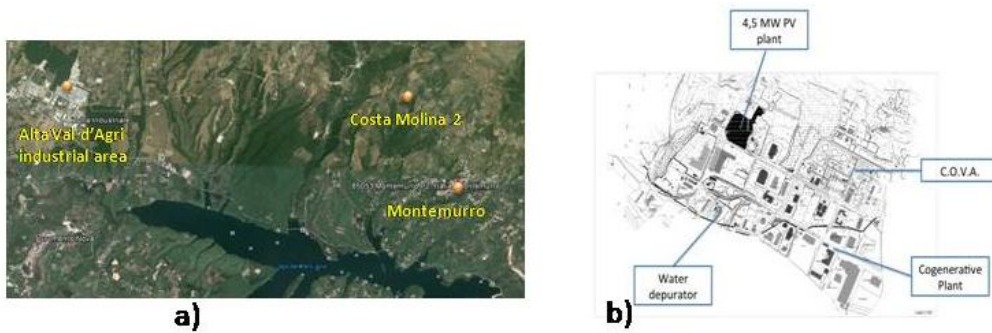 Costa Molina 2
Alta Val d'Agri
industrial area
Montemurro
a)
4,5 MW PV
plant
C.O.V.A.
Water
depurator
Cogenerative
Plant
b)